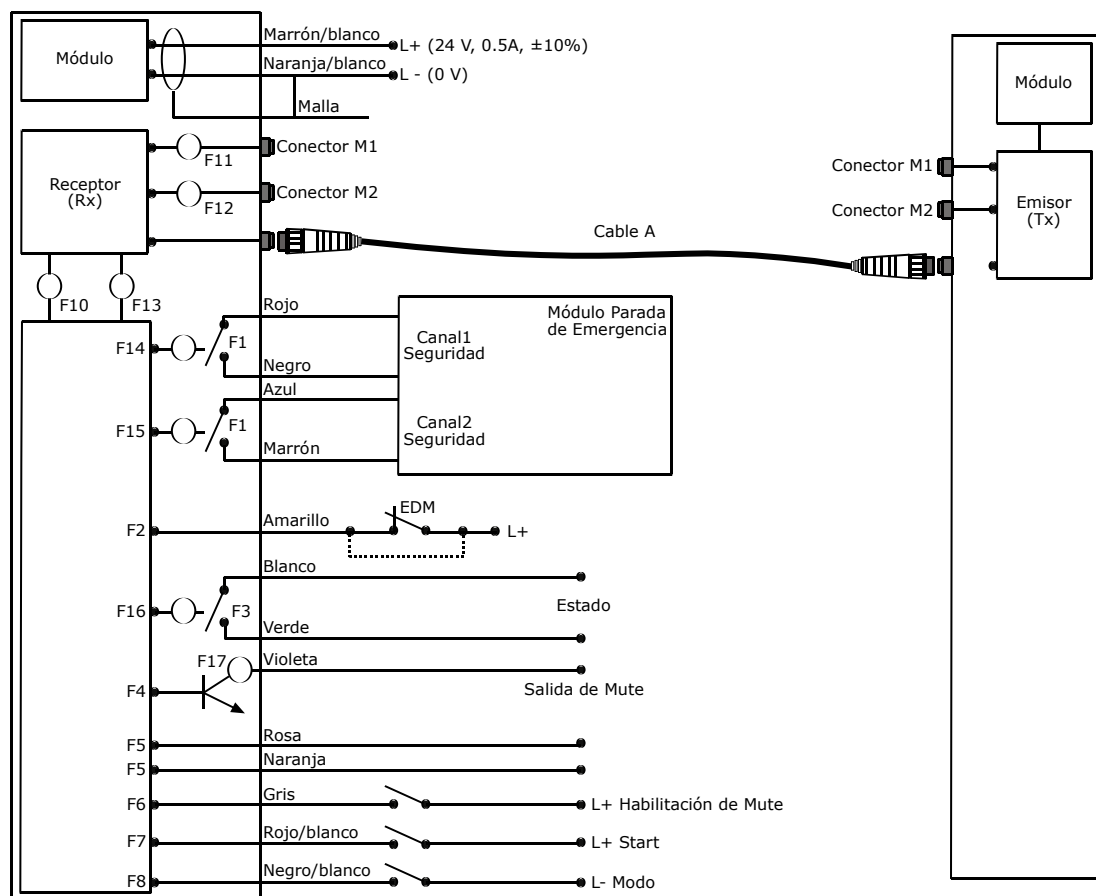 Módulo
Marrón/blanco
L+ (24 V, 0.5A, ±10%)
Naranja/blanco
L - (0 V)
Malla
Módulo
Receptor
(Rx)
F11
Conector M1
F12
Conector M2
Conector M1
Conector M2
Emisor
(Tx)
Cable A
F10
F13
Rojo
Módulo Parada
de Emergencia
F14
F1
Canal1
Seguridad
Negro
Azul
F15
F1
Canal2
Seguridad
Marrón
EDM
F2
Amarillo
L+
Blanco
F16
F3
Estado
Verde
F17
Violeta
F4
Salida de Mute
F5
Rosa
F5
Naranja
F6
Gris
L+ Habilitación de Mute
F7
Rojo/blanco
L+ Start
F8
Negro/blanco
L- Modo